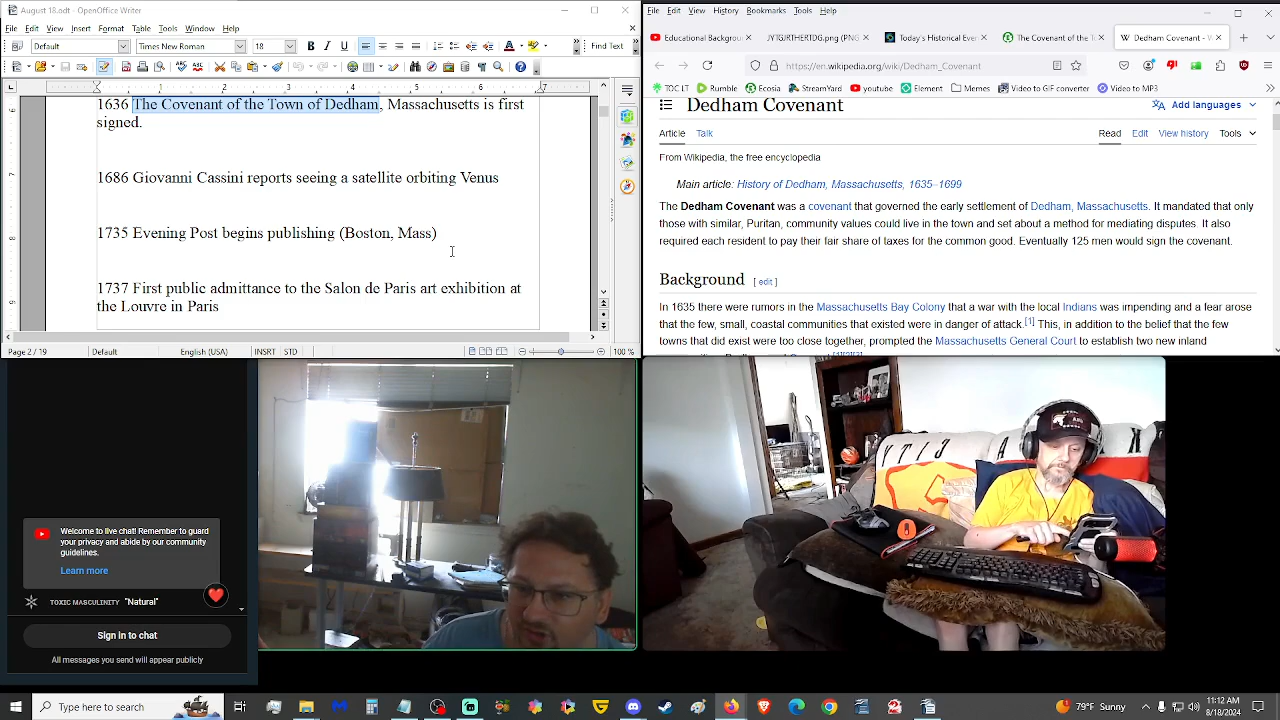 August 18.odt - OpenOffice Writer
File Edit View Insert Format Table Tools Window Help
Default Times New Roman 18
Find Text
1636 The Covenant of the Town of Dedham, Massachusetts is first
signed.
1686 Giovanni Cassini reports seeing a satellite orbiting Venus
1735 Evening Post begins publishing (Boston, Mass)
1737 First public admittance to the Salon de Paris art exhibition at
the Louvre in Paris
Page 2 / 19 Default English (USA) INSRT STD 100 %
File Edit View History Bookmarks Tools Help
Educational Backgrou JYTGJRTHERTDG.png (PNG Today's Historical Ever The Covenant of the T Dedham Covenant - W
https://en.wikipedia.org/wiki/Dedham_Covenant
TOC LT Rumble Ecosia StreamYard youtube Element Memes Video GIF Converter Video to MP3
Dedham Covenant
Add languages
Article Talk Read Edit View history Tools
From Wikipedia, the free encyclopedia
Main article: History of Dedham, Massachusetts, 1635–1699
The Dedham Covenant was a covenant that governed the early settlement of Dedham, Massachusetts. It mandated that only
those with similar, Puritan, community values could live in the town and set about a method for mediating disputes. It also
required each resident to pay their fair share of taxes for the common good. Eventually 125 men would sign the covenant.
Background [ edit ]
In 1635 there were rumors in the Massachusetts Bay Colony that a war with the local Indians was impending and a fear arose
that the few, small, coastal communities that existed were in danger of attack.[1] This, in addition to the belief that the few
towns that did exist were too close together, prompted the Massachusetts General Court to establish two new inland
Welcome to live chat! Remember to guard
your privacy and abide by our community
guidelines.
Learn more
TOXIC MASCULINITY "Natural"
Sign in to chat
All messages you send will appear publicly
Type here to search
79°F Sunny
11:12 AM
8/18/2024